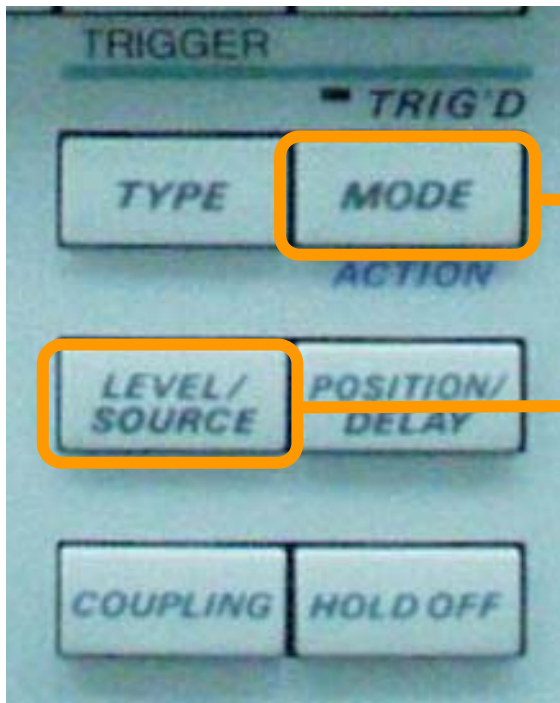 TRIGGER
TRIG'D
TYPE
MODE
ACTION
LEVEL/
SOURCE
POSITION/
DELAY
COUPLING
HOLD OFF